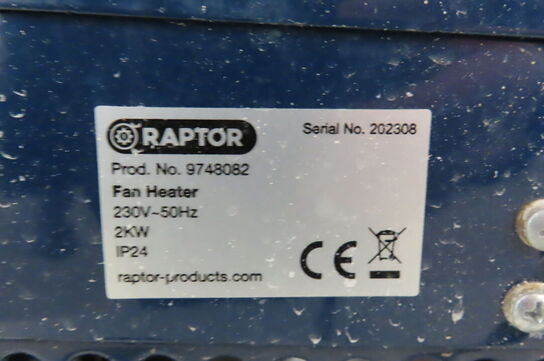 RAPTOR
Serial No. 202308
Prod. No. 9748082
Fan Heater
230V~50Hz
2KW
IP24
raptor-products.com
CE